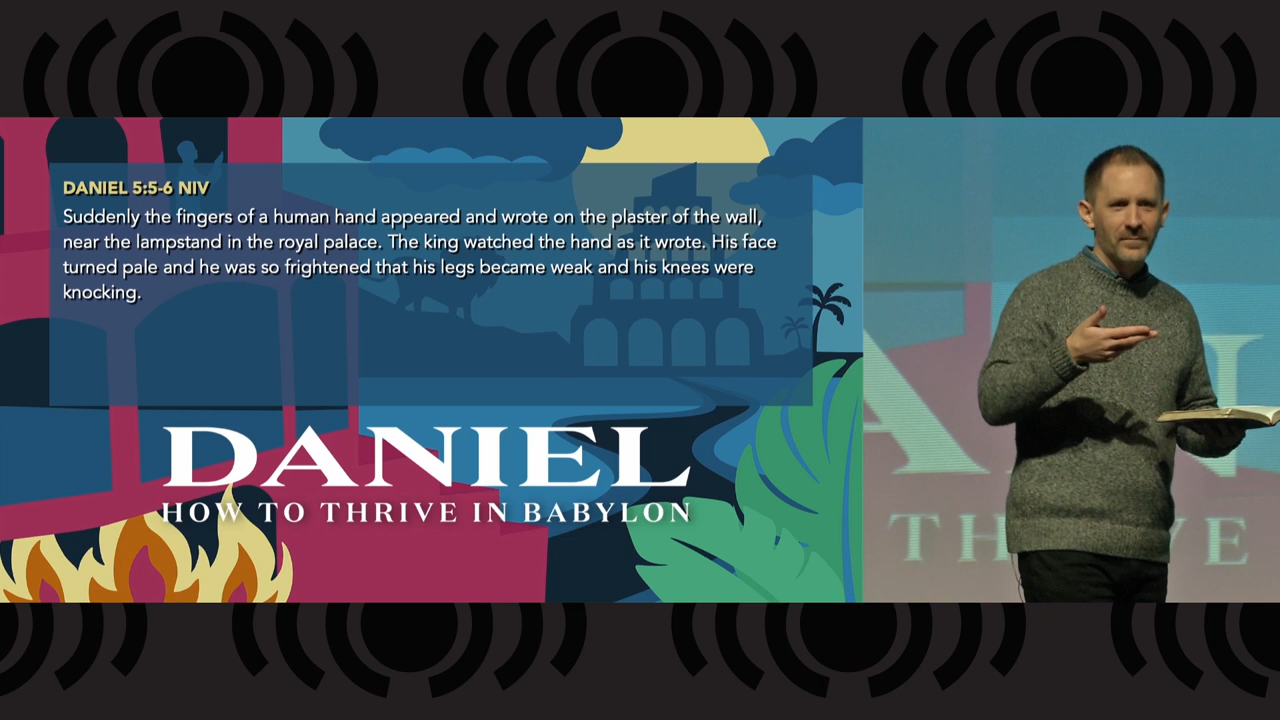 DANIEL 5:5-6 NIV
Suddenly the fingers of a human hand appeared and wrote on the plaster of the wall,
near the lampstand in the royal palace. The king watched the hand as it wrote. His face
turned pale and he was so frightened that his legs became weak and his knees were
knocking.
DANIEL
HOW TO THRIVE IN BABYLON
AN
TH VE